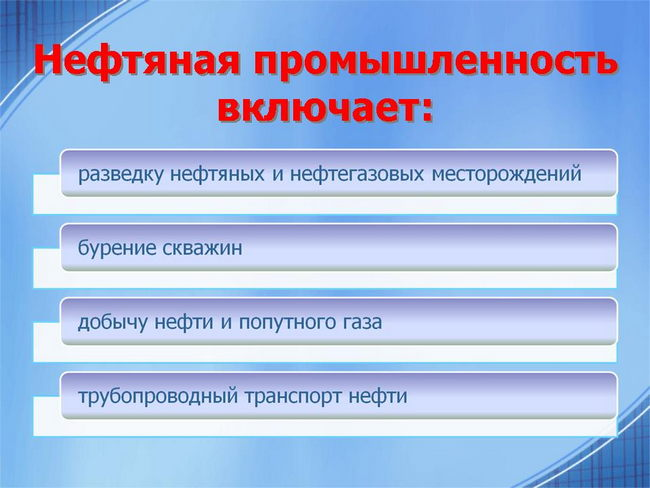 Нефтяная промышленность
включает:
разведку нефтяных и нефтегазовых месторождений
бурение скважин
добычу нефти и попутного газа
трубопроводный транспорт нефти